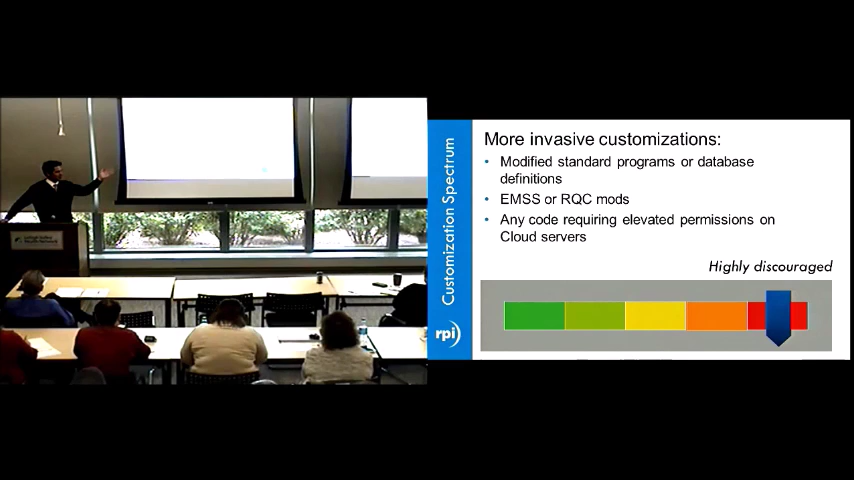 Customization Spectrum
rpi
More invasive customizations:
• Modified standard programs or database
definitions
• EMSS or RQC mods
• Any code requiring elevated permissions on
Cloud servers
Highly discouraged